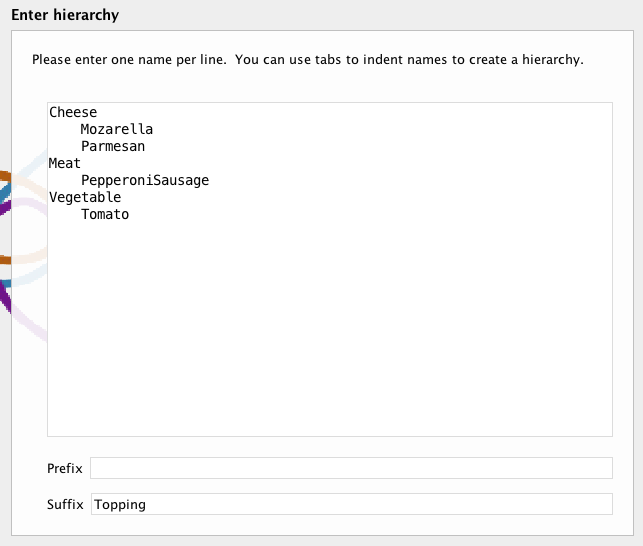 Enter hierarchy
Please enter one name per line.  You can use tabs to indent names to create a hierarchy.
Cheese
    Mozarella
    Parmesan
Meat
    PepperoniSausage
Vegetable
    Tomato
Prefix
Suffix Topping